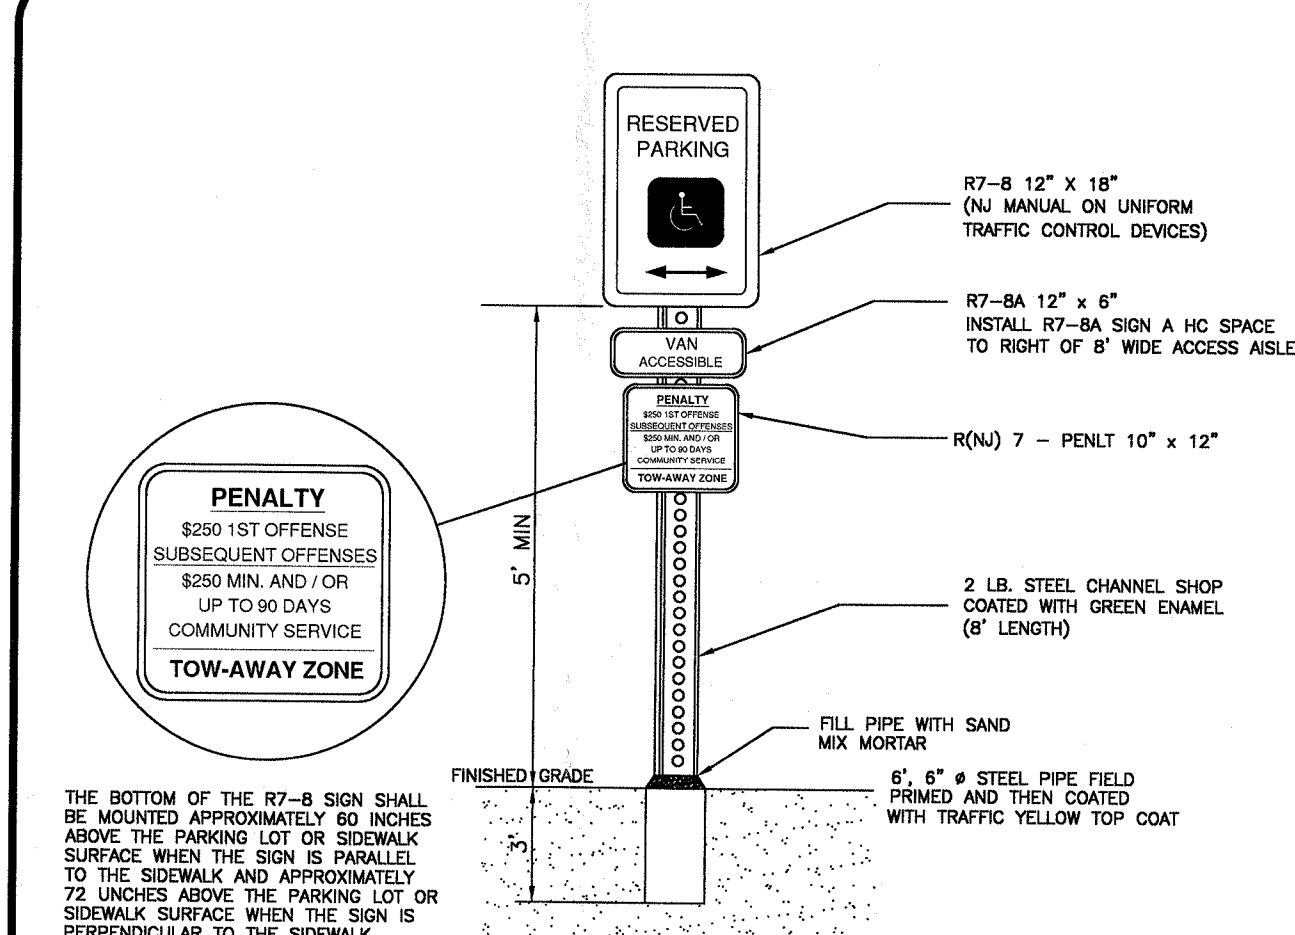 RESERVED
PARKING
R7-8 12" X 18"
(NJ MANUAL ON UNIFORM
TRAFFIC CONTROL DEVICES)
R7-8A 12" x 6"
INSTALL R7-8A SIGN A HC SPACE
TO RIGHT OF 8' WIDE ACCESS AISLE
VAN
ACCESSIBLE
PENALTY
$250 1ST OFFENSE
SUBSEQUENT OFFENSES
$250 MIN. AND / OR
UP TO 90 DAYS
COMMUNITY SERVICE
TOW-AWAY ZONE
R(NJ) 7 - PENLT 10" x 12"
PENALTY
$250 1ST OFFENSE
SUBSEQUENT OFFENSES
$250 MIN. AND / OR
UP TO 90 DAYS
COMMUNITY SERVICE
TOW-AWAY ZONE
5' MIN
2 LB. STEEL CHANNEL SHOP
COATED WITH GREEN ENAMEL
(8' LENGTH)
FILL PIPE WITH SAND
MIX MORTAR
FINISHED GRADE
6', 6" ø STEEL PIPE FIELD
PRIMED AND THEN COATED
WITH TRAFFIC YELLOW TOP COAT
3'
THE BOTTOM OF THE R7-8 SIGN SHALL
BE MOUNTED APPROXIMATELY 60 INCHES
ABOVE THE PARKING LOT OR SIDEWALK
SURFACE WHEN THE SIGN IS PARALLEL
TO THE SIDEWALK AND APPROXIMATELY
72 UNCHES ABOVE THE PARKING LOT OR
SIDEWALK SURFACE WHEN THE SIGN IS
PERPENDICULAR TO THE SIDEWALK